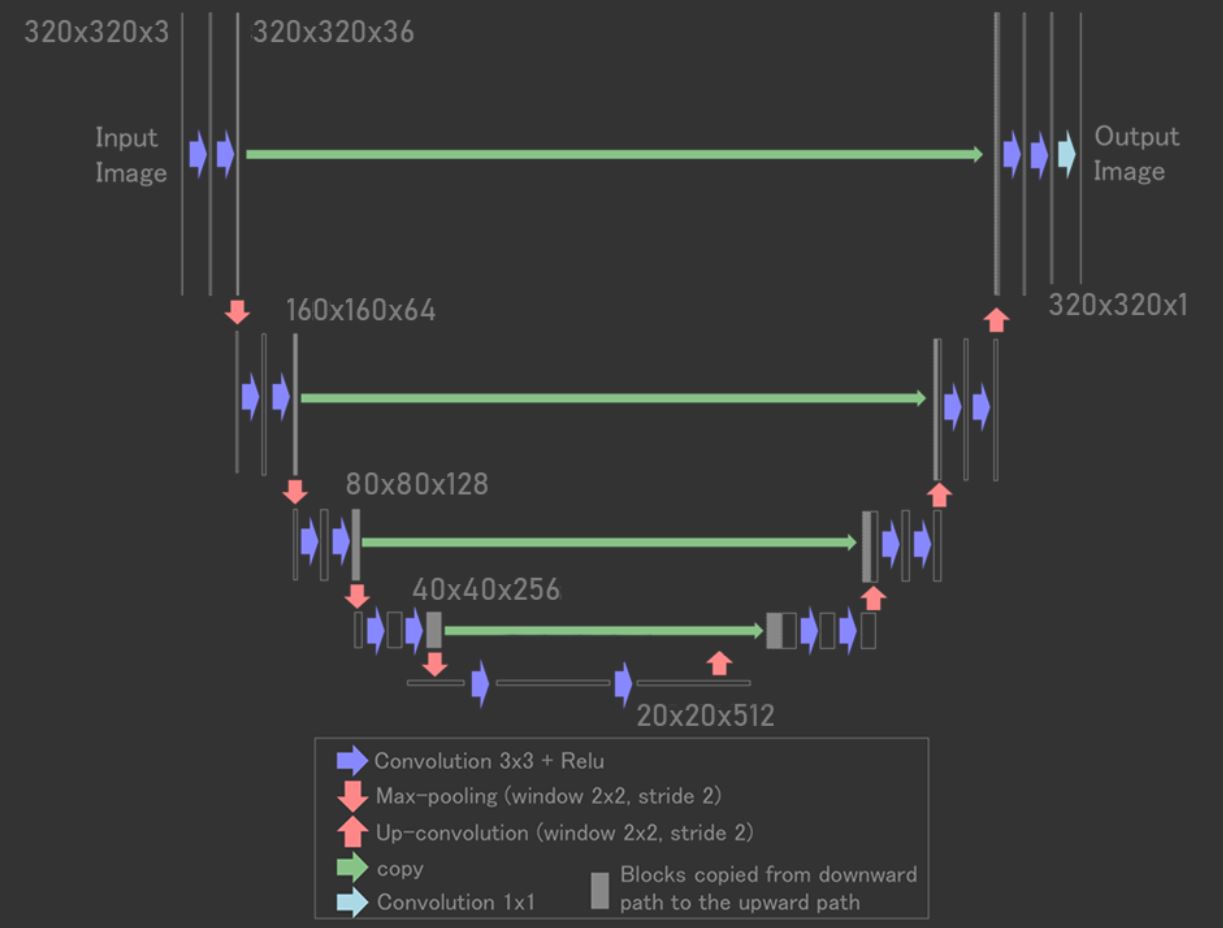 320x320x3
320x320x36
Input
Image
Output
Image
160x160x64
320x320x1
80x80x128
40x40x256
20x20x512
Convolution 3x3 + Relu
Max-pooling (window 2x2, stride 2)
Up-convolution (window 2x2, stride 2)
copy
Convolution 1x1
Blocks copied from downward
path to the upward path